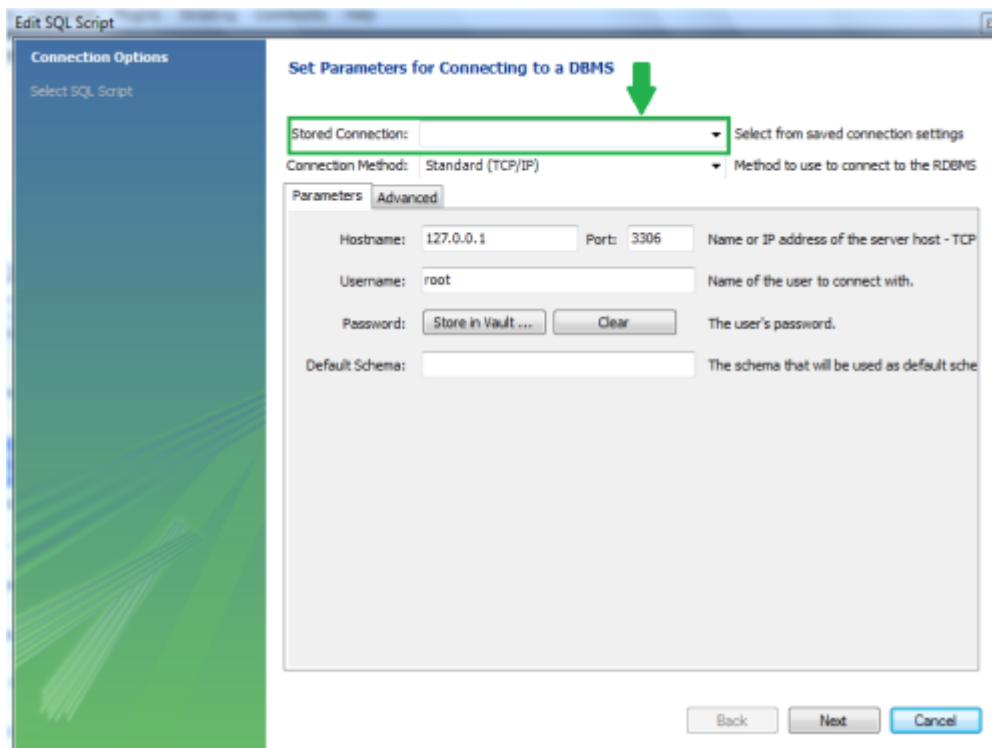 Edit SQL Script
Connection Options
Select SQL Script
Set Parameters for Connecting to a DBMS
Stored Connection: Select from saved connection settings
Connection Method: Standard (TCP/IP) Method to use to connect to the RDBMS
Parameters Advanced
Hostname: 127.0.0.1 Port: 3306 Name or IP address of the server host - TCP
Username: root Name of the user to connect with.
Password: Store in Vault ... Clear The user's password.
Default Schema: The schema that will be used as default sche
Back Next Cancel